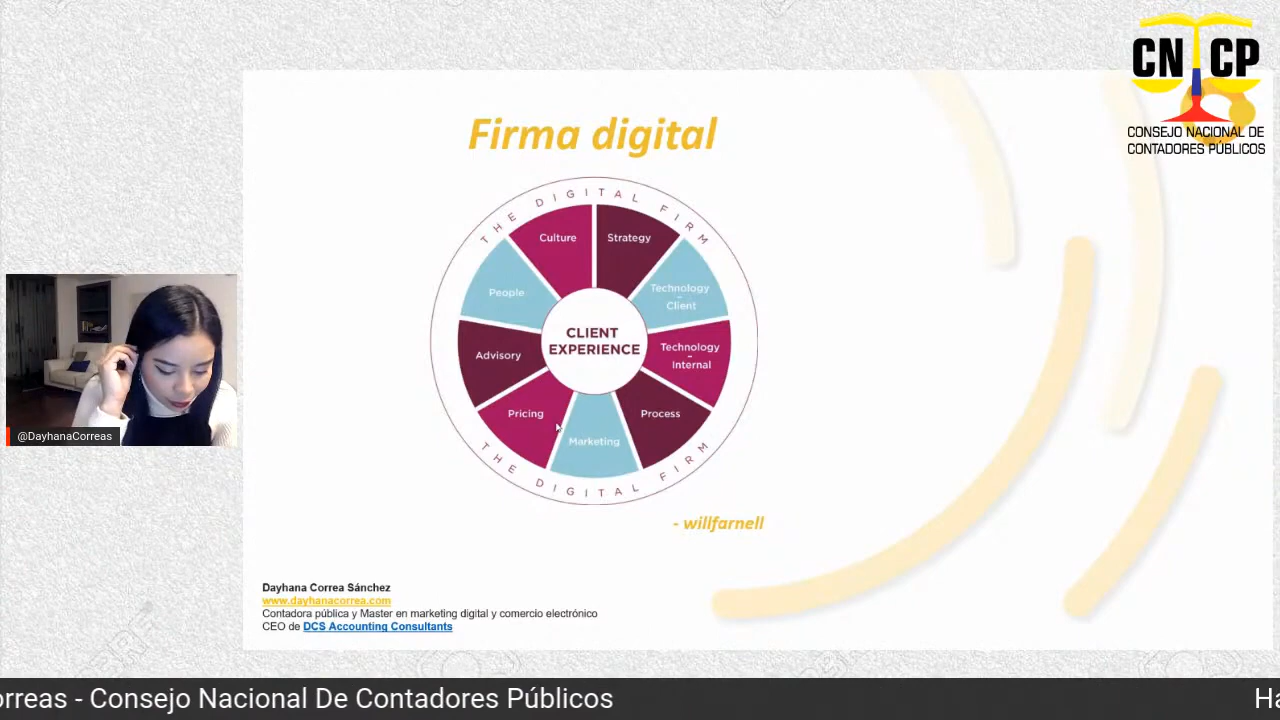 CN CP
CONSEJO NACIONAL DE
CONTADORES PÚBLICOS
Firma digital
THE DIGITAL FIRM
Culture
Strategy
People
Technology
-
Client
Advisory
CLIENT
EXPERIENCE
Technology
-
Internal
Pricing
Process
Marketing
THE DIGITAL FIRM
- willfarnell
@DayhanaCorreas
Dayhana Correa Sánchez
www.dayhanacorrea.com
Contadora pública y Master en marketing digital y comercio electrónico
CEO de DCS Accounting Consultants
orreas - Consejo Nacional De Contadores Públicos
Ha